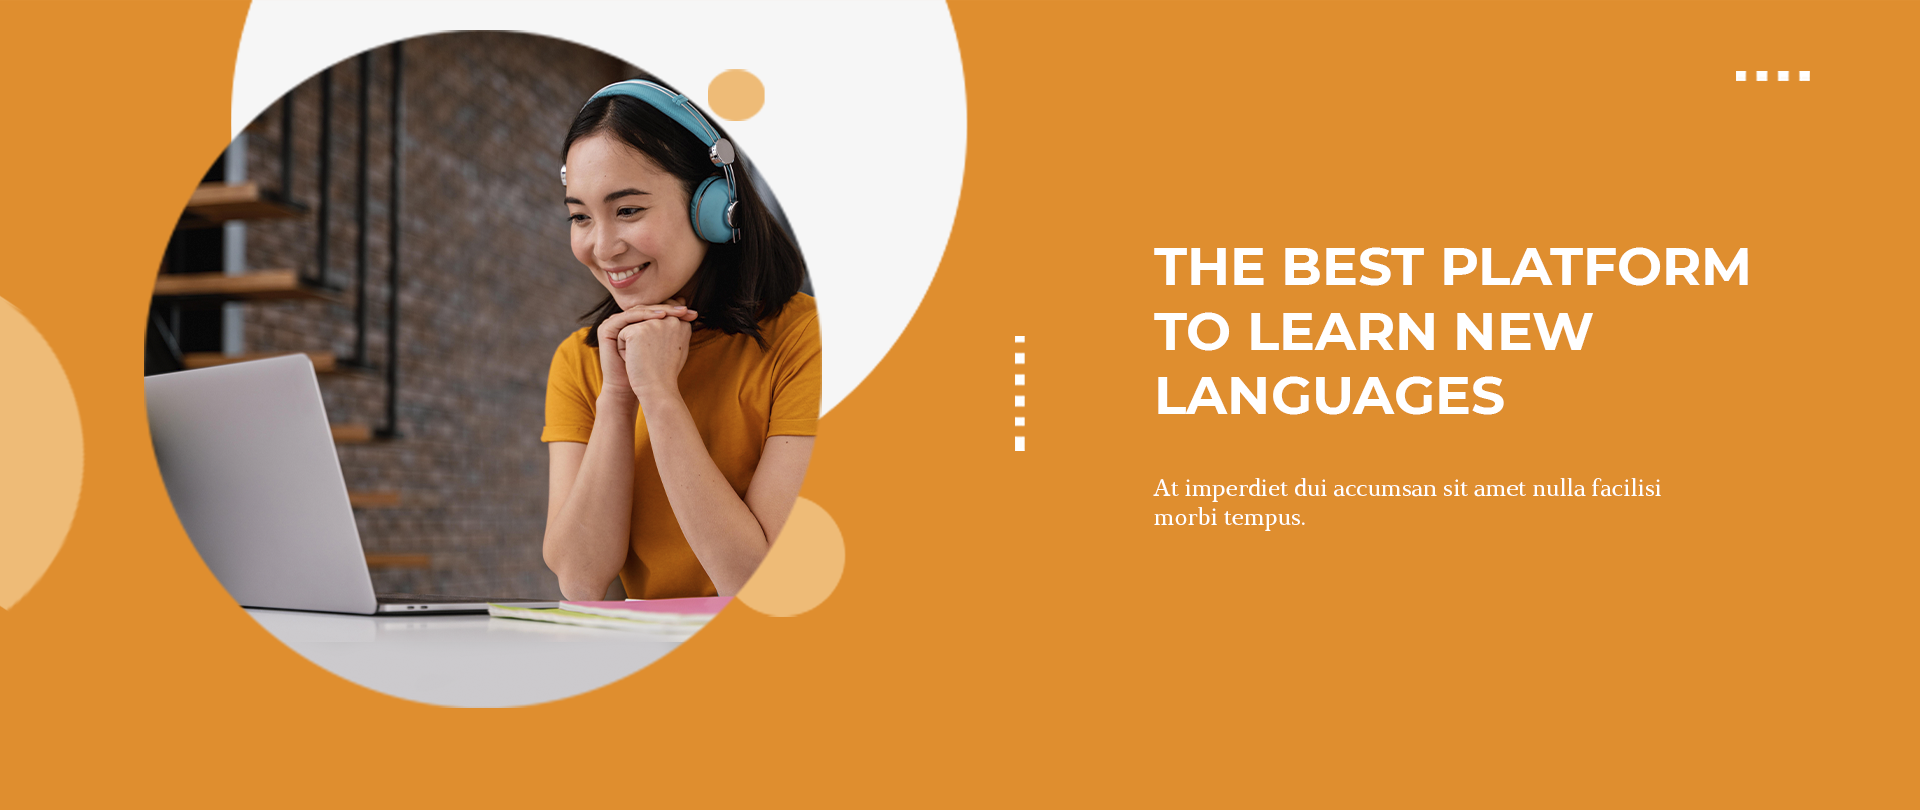 THE BEST PLATFORM
TO LEARN NEW
LANGUAGES
At imperdiet dui accumsan sit amet nulla facilisi
morbi tempus.